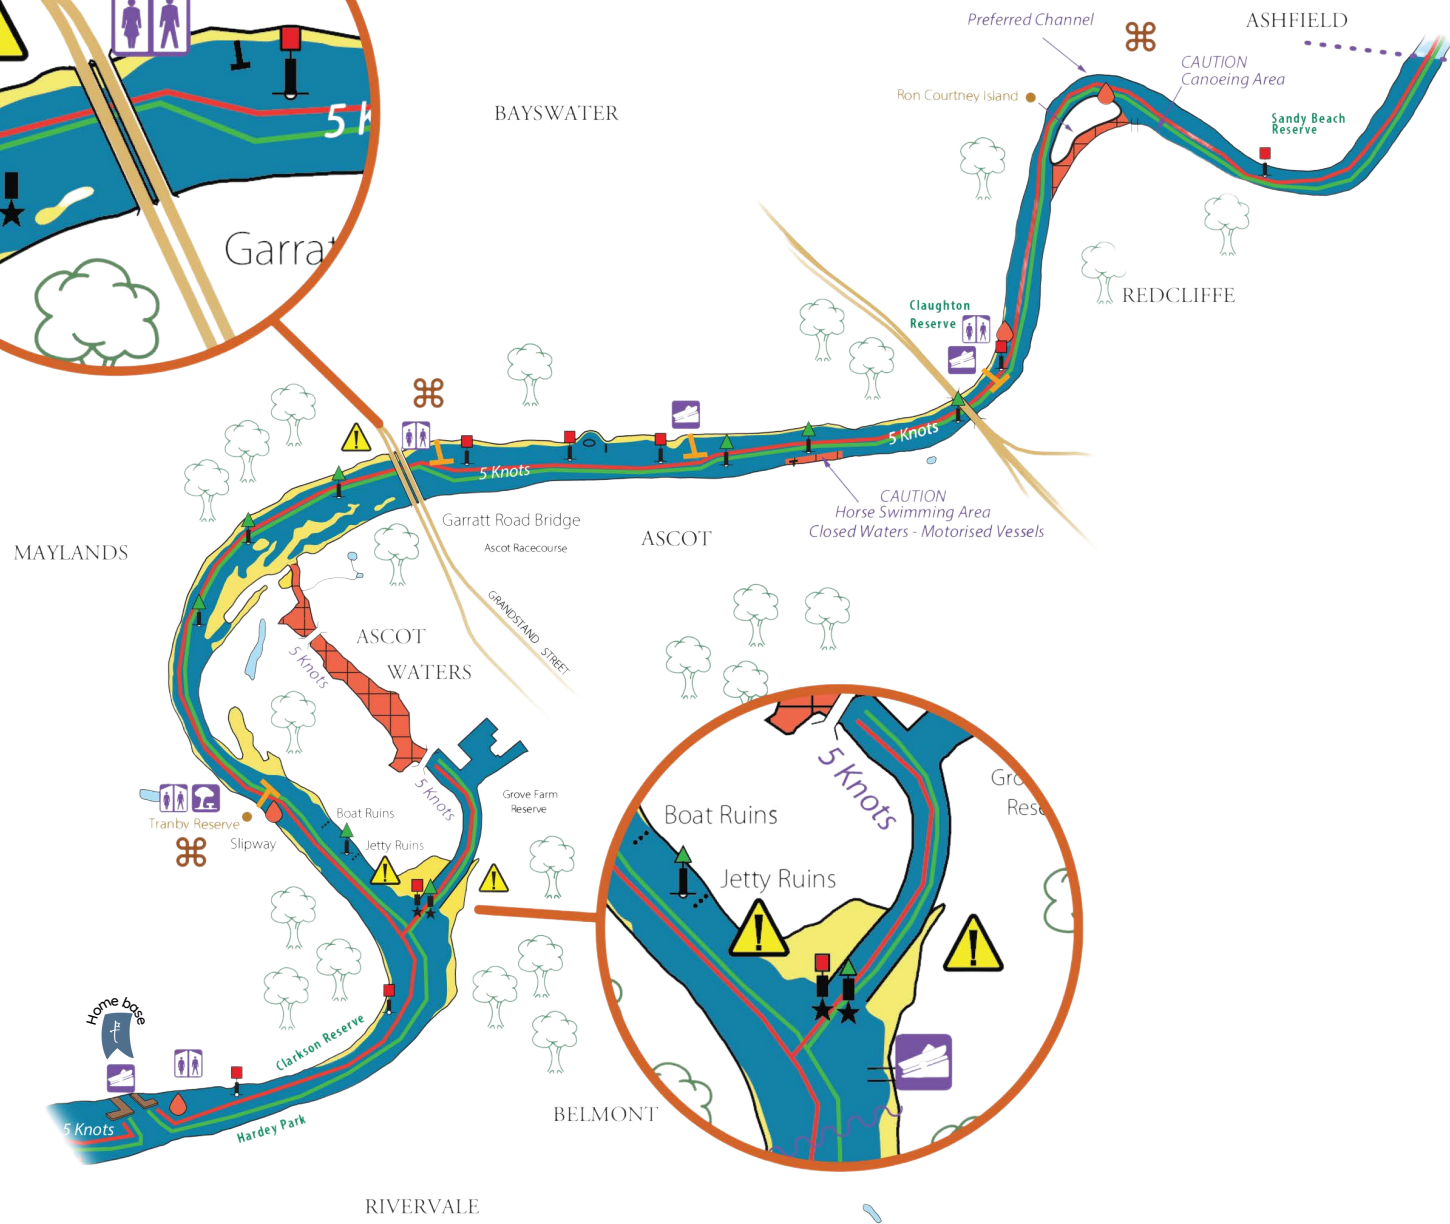 Preferred Channel
ASHFIELD
CAUTION
Canoeing Area
Ron Courtney Island
Sandy Beach
Reserve
BAYSWATER
5 K
Garrat
REDCLIFFE
Claughton
Reserve
5 Knots
5 Knots
CAUTION
Horse Swimming Area
Closed Waters - Motorised Vessels
Garratt Road Bridge
Ascot Racecourse
ASCOT
MAYLANDS
GRANDSTAND STREET
ASCOT
WATERS
5 Knots
5 Knots
Grove Farm
Reserve
Boat Ruins
Jetty Ruins
Tranby Reserve
Slipway
5 Knots
Gro
Rese
Boat Ruins
Jetty Ruins
Home base
Clarkson Reserve
Hardey Park
5 Knots
BELMONT
RIVERVALE